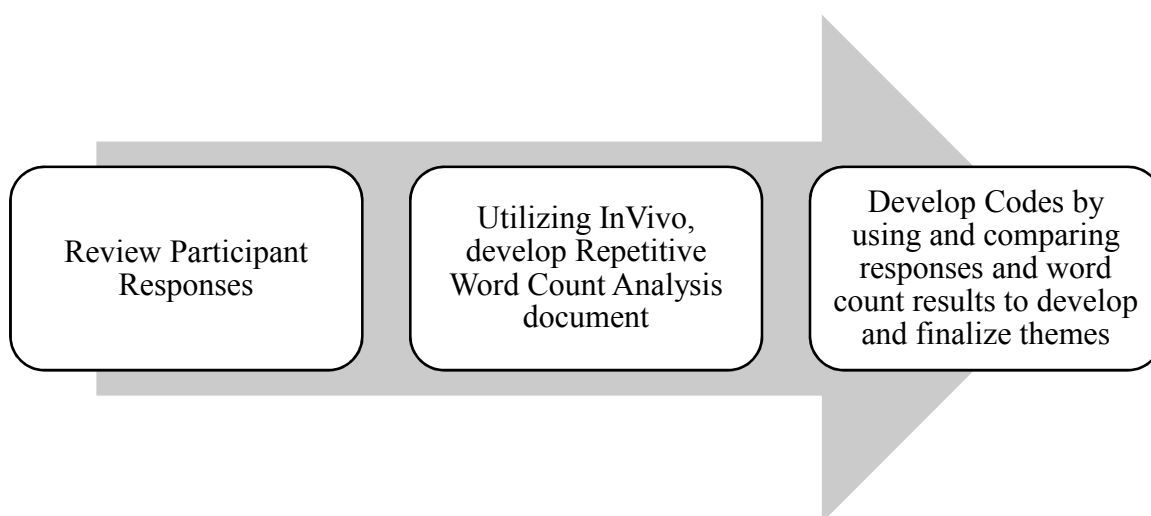 Review Participant
Responses
Utilizing InVivo,
develop Repetitive
Word Count Analysis
document
Develop Codes by
using and comparing
responses and word
count results to develop
and finalize themes